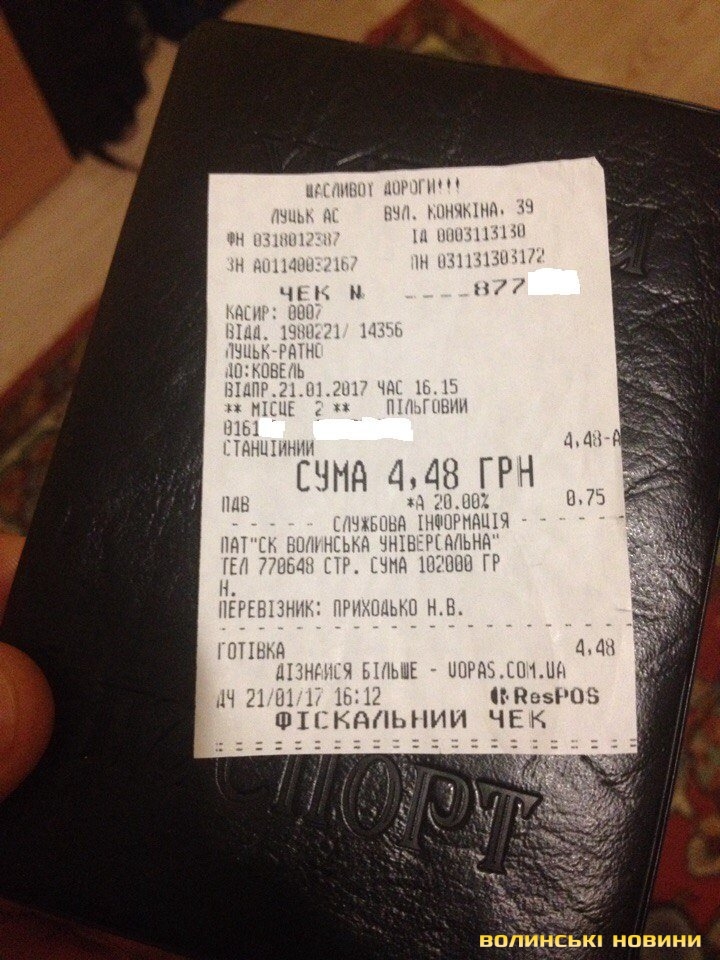 ЩАСЛИВОЇ ДОРОГИ!!!
ЛУЦЬК АС ВУЛ. КОНЯКІНА, 39
ФН 0318012387 ІД 0003113130
ЗН А01140032167 ПН 031131303172
ЧЕК № ____877
КАСИР: 0007
ВІДД. 1980221/ 14356
ЛУЦЬК-РАТНО
ДО:КОВЕЛЬ
ВІДПР.21.01.2017 ЧАС 16.15
** МІСЦЕ 2 ** ПІЛЬГОВИЙ
0161
СТАНЦІЙНИЙ 4,48-А
СУМА 4,48 ГРН
ПДВ *А 20.00% 0,75
- - - - - СЛУЖБОВА ІНФОРМАЦІЯ - - - - -
ПАТ"СК ВОЛИНСЬКА УНІВЕРСАЛЬНА"
ТЕЛ 770648 СТР. СУМА 102000 ГР
Н.
ПЕРЕВІЗНИК: ПРИХОДЬКО Н.В.
ГОТІВКА 4,48
ДІЗНАЙСЯ БІЛЬШЕ - VOPAS.COM.UA
ДЧ 21/01/17 16:12 ResPOS
ФІСКАЛЬНИЙ ЧЕК
СПОРТ
ВОЛИНСЬКІ НОВИНИ